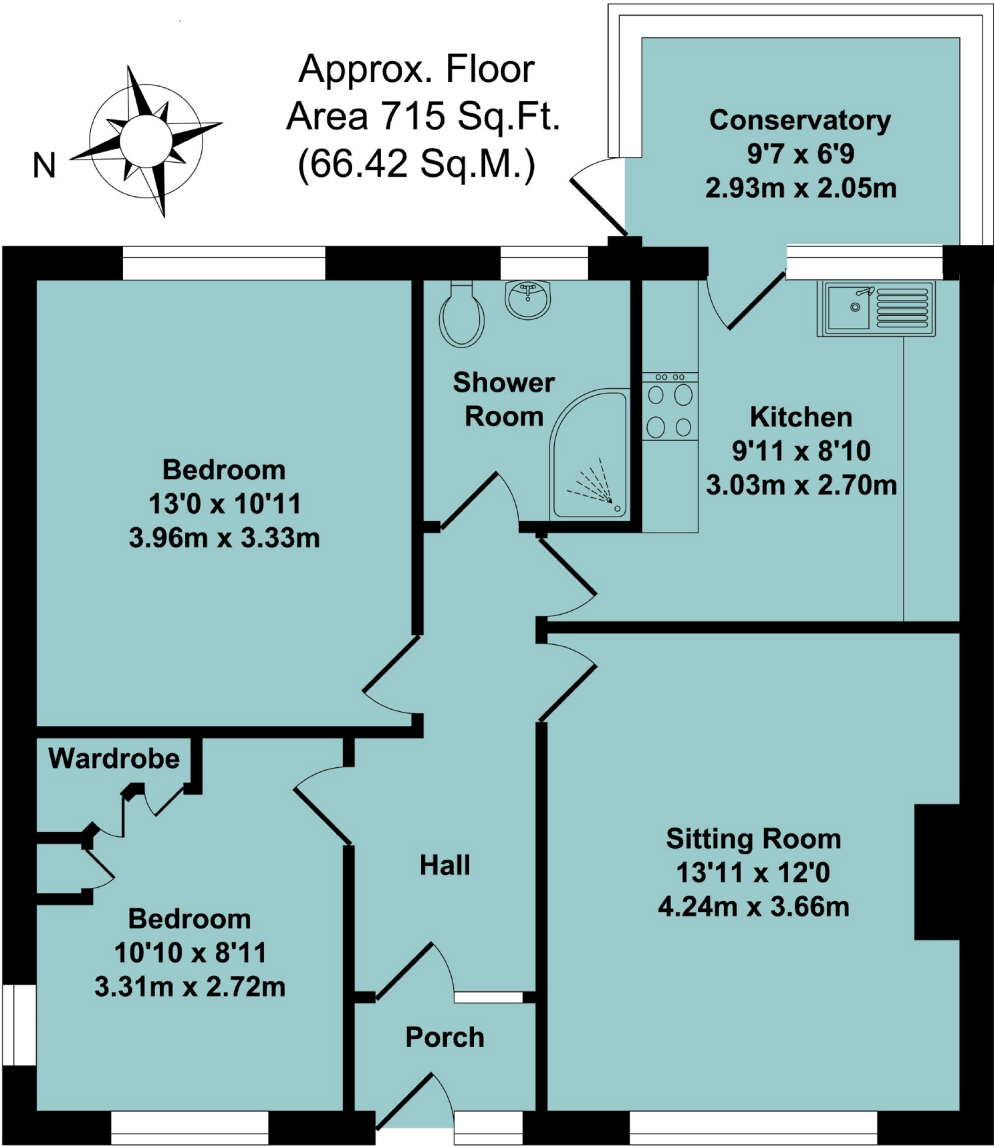 Approx. Floor
Area 715 Sq.Ft.
(66.42 Sq.M.)
N
Conservatory
9'7 x 6'9
2.93m x 2.05m
Shower
Room
Kitchen
9'11 x 8'10
3.03m x 2.70m
Bedroom
13'0 x 10'11
3.96m x 3.33m
Wardrobe
Hall
Sitting Room
13'11 x 12'0
4.24m x 3.66m
Bedroom
10'10 x 8'11
3.31m x 2.72m
Porch